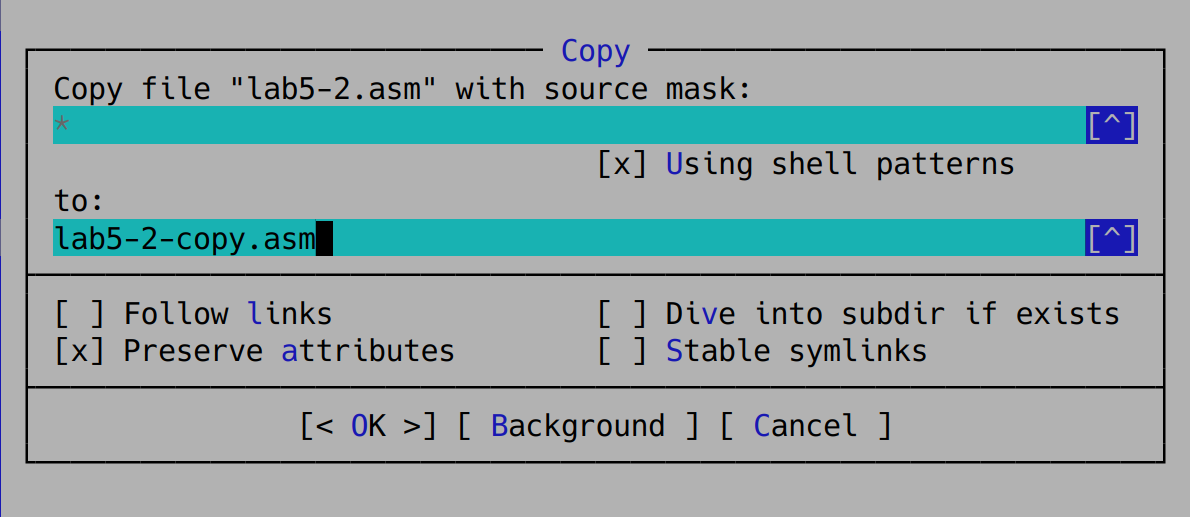 Copy
Copy file "lab5-2.asm" with source mask:
* [^]
[x] Using shell patterns
to:
lab5-2-copy.asm [^]
[ ] Follow links [ ] Dive into subdir if exists
[x] Preserve attributes [ ] Stable symlinks
[< OK >] [ Background ] [ Cancel ]